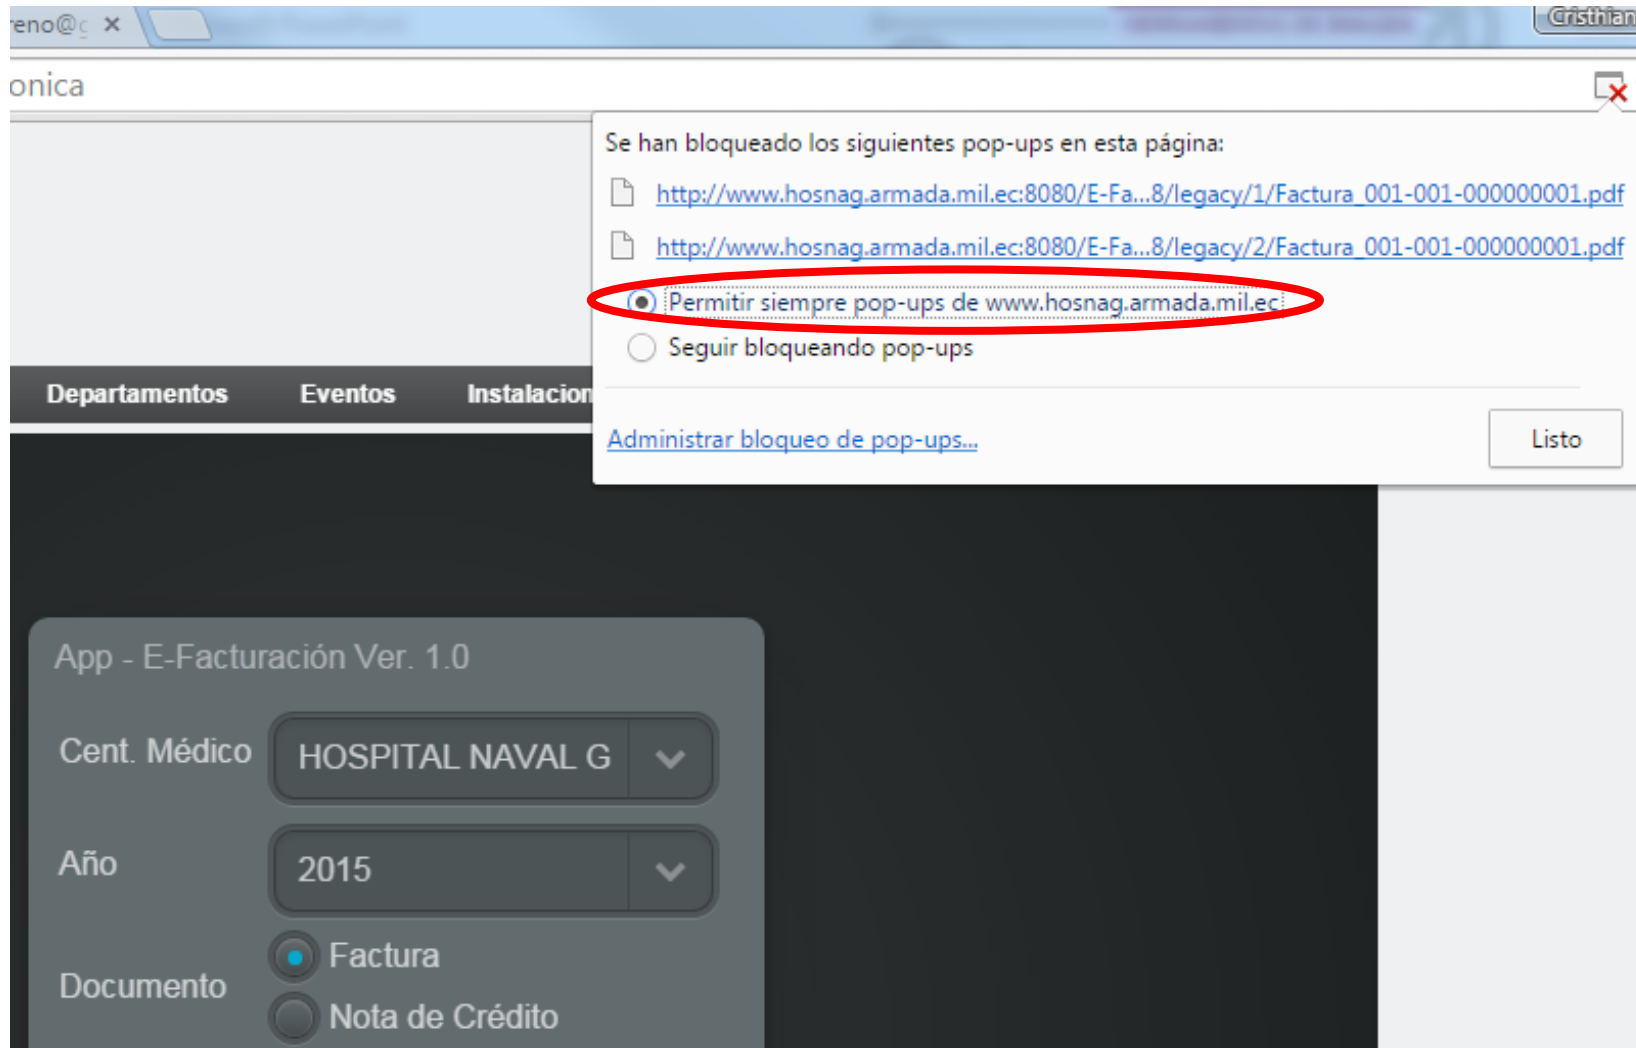 reno@g
Cristhian
onica
Se han bloqueado los siguientes pop-ups en esta página:
http://www.hosnag.armada.mil.ec:8080/E-Fa...8/legacy/1/Factura_001-001-000000001.pdf
http://www.hosnag.armada.mil.ec:8080/E-Fa...8/legacy/2/Factura_001-001-000000001.pdf
Permitir siempre pop-ups de www.hosnag.armada.mil.ec
Seguir bloqueando pop-ups
Departamentos Eventos Instalacion
Administrar bloqueo de pop-ups... Listo
App - E-Facturación Ver. 1.0
Cent. Médico HOSPITAL NAVAL G
Año 2015
Factura
Documento
Nota de Crédito